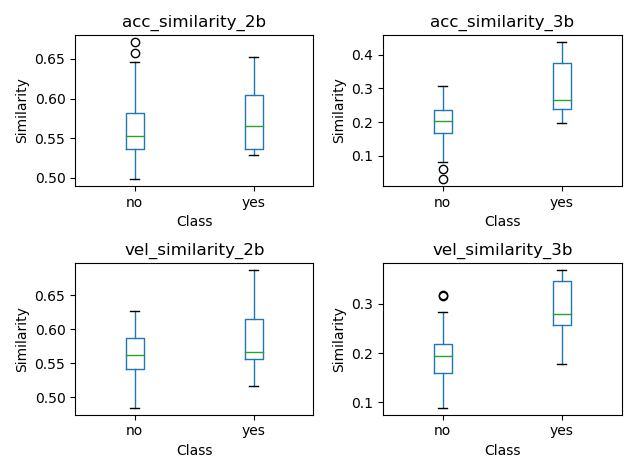 acc_similarity_2b
Similarity
0.65
0.60
0.55
0.50
no yes
Class
acc_similarity_3b
Similarity
0.4
0.3
0.2
0.1
no yes
Class
vel_similarity_2b
Similarity
0.65
0.60
0.55
0.50
no yes
Class
vel_similarity_3b
Similarity
0.3
0.2
0.1
no yes
Class